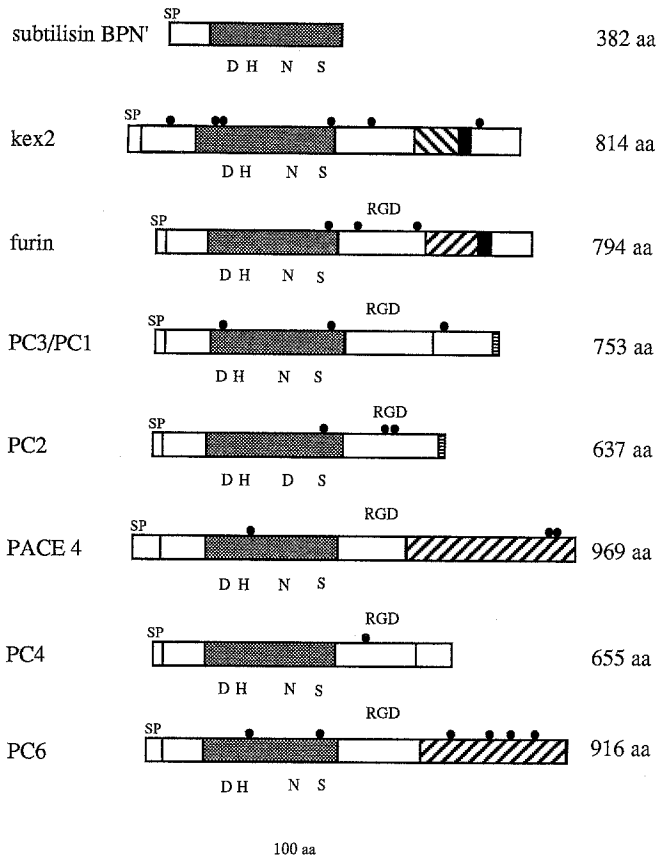 SP
subtilisin BPN' 382 aa
D H N S
SP
kex2 814 aa
D H N S
RGD
SP
furin 794 aa
D H N S
RGD
SP
PC3/PC1 753 aa
D H N S
RGD
SP
PC2 637 aa
D H D S
RGD
SP
PACE 4 969 aa
D H N S
RGD
SP
PC4 655 aa
D H N S
RGD
SP
PC6 916 aa
D H N S
100 aa